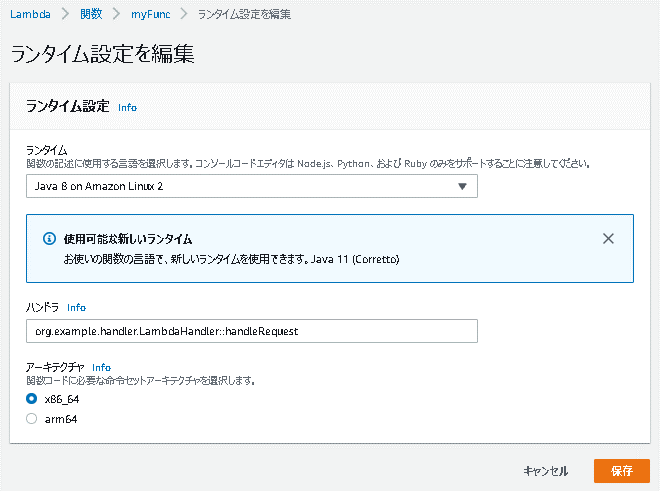 Lambda > 関数 > myFunc > ランタイム設定を編集
ランタイム設定を編集
ランタイム設定 Info
ランタイム
関数の記述に使用する言語を選択します。コンソールコードエディタは Node.js、Python、および Ruby のみをサポートすることに注意してください。
Java 8 on Amazon Linux 2
使用可能な新しいランタイム
お使いの関数の言語で、新しいランタイムを使用できます。Java 11 (Corretto)
ハンドラ Info
org.example.handler.LambdaHandler::handleRequest
アーキテクチャ Info
関数コードに必要な命令セットアーキテクチャを選択します。
x86_64
arm64
キャンセル 保存